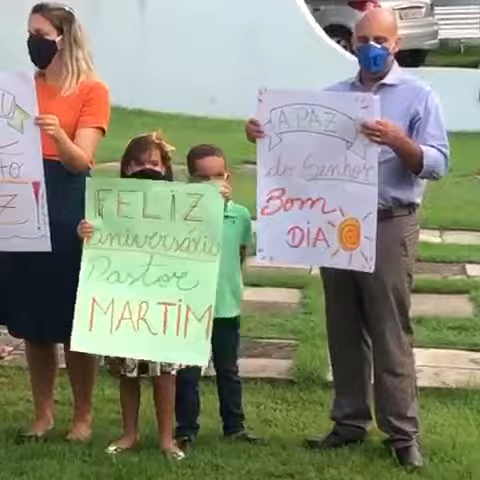 FELIZ
aniversário
Pastor
MARTIM
A PAZ
do Senhor
Bom
DIA